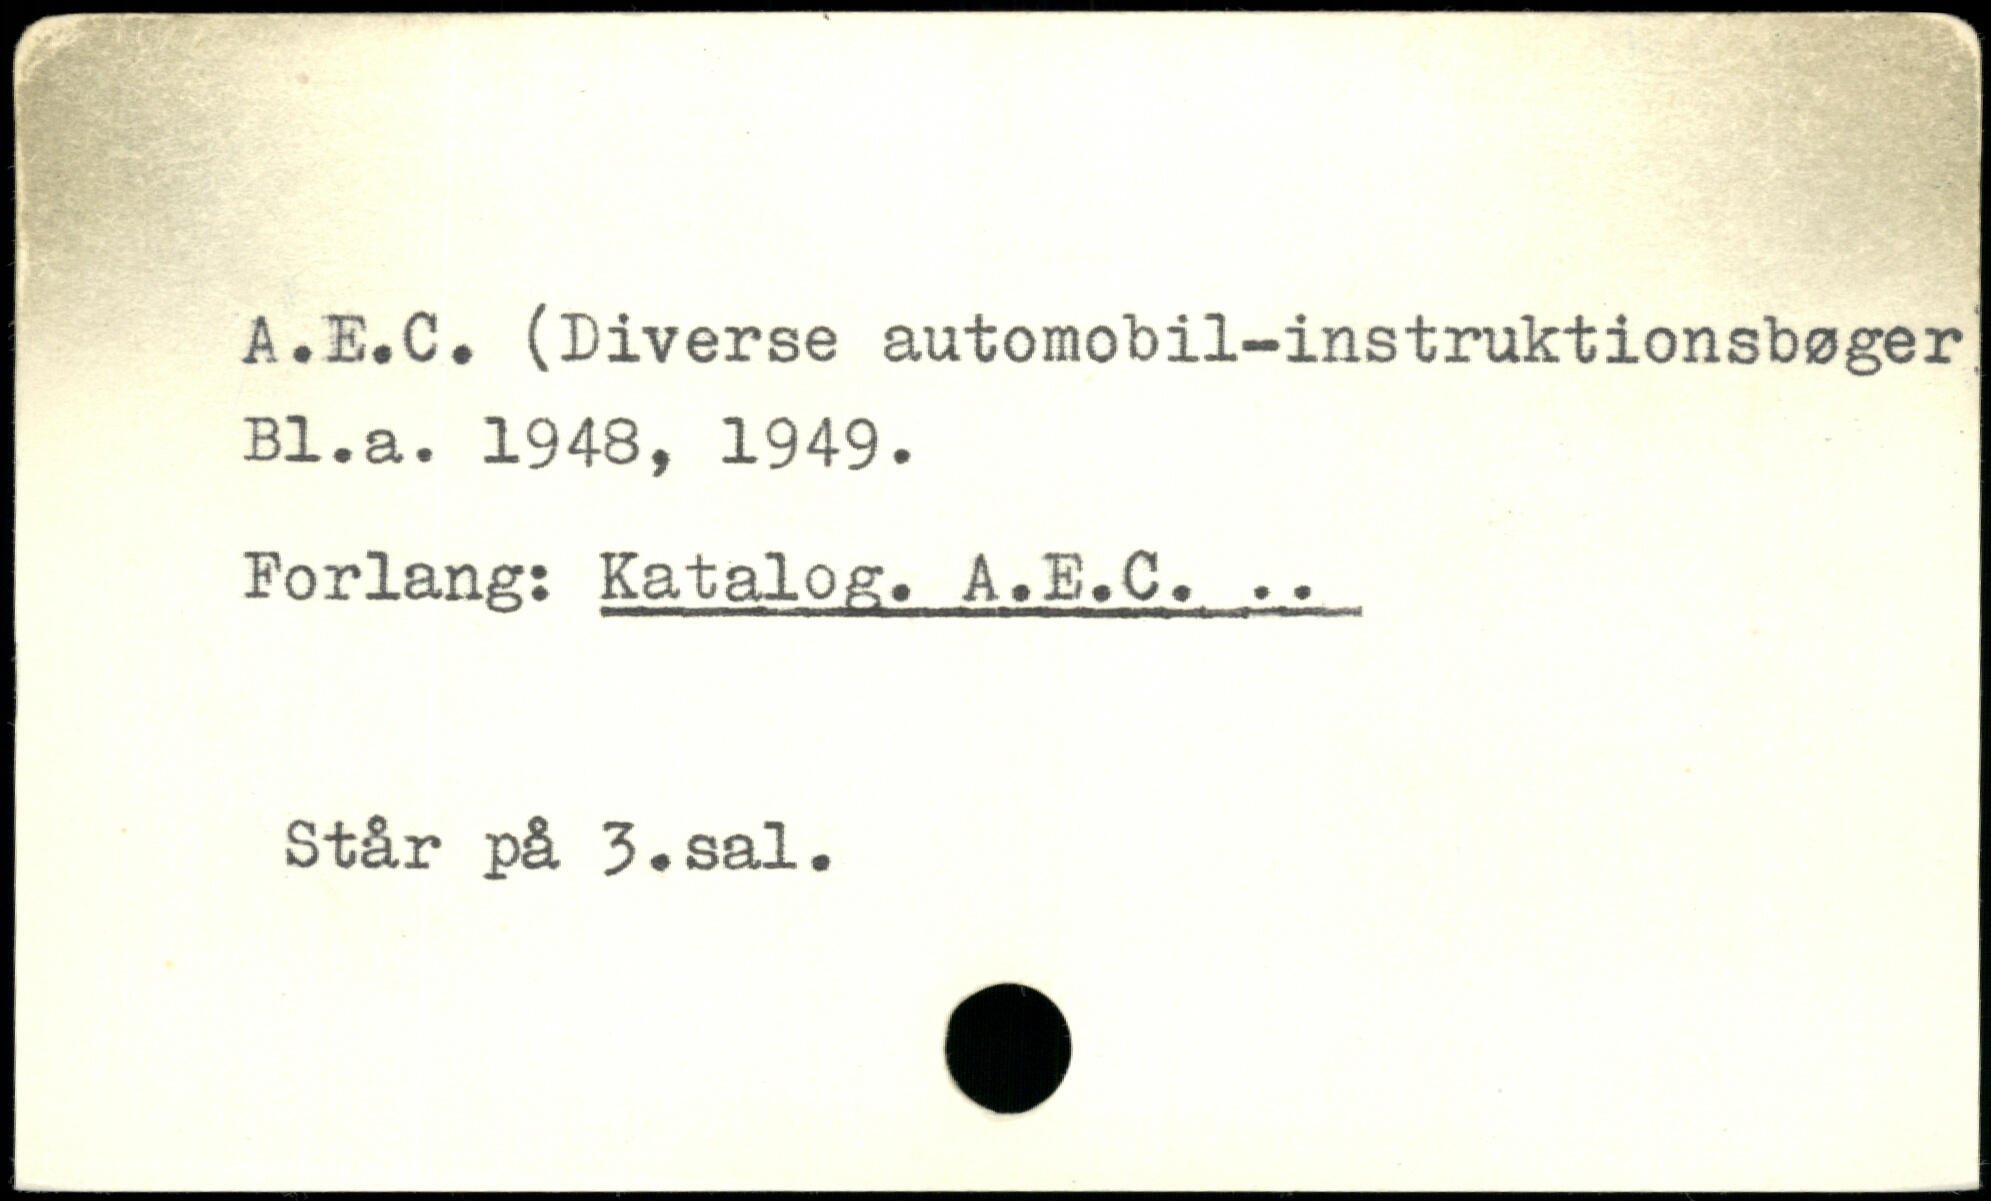 A.E.C. (Diverse automobil-instruktionsbøger
Bl.a. 1948, 1949.
Forlang: Katalog. A.E.C. ..
Står på 3.sal.